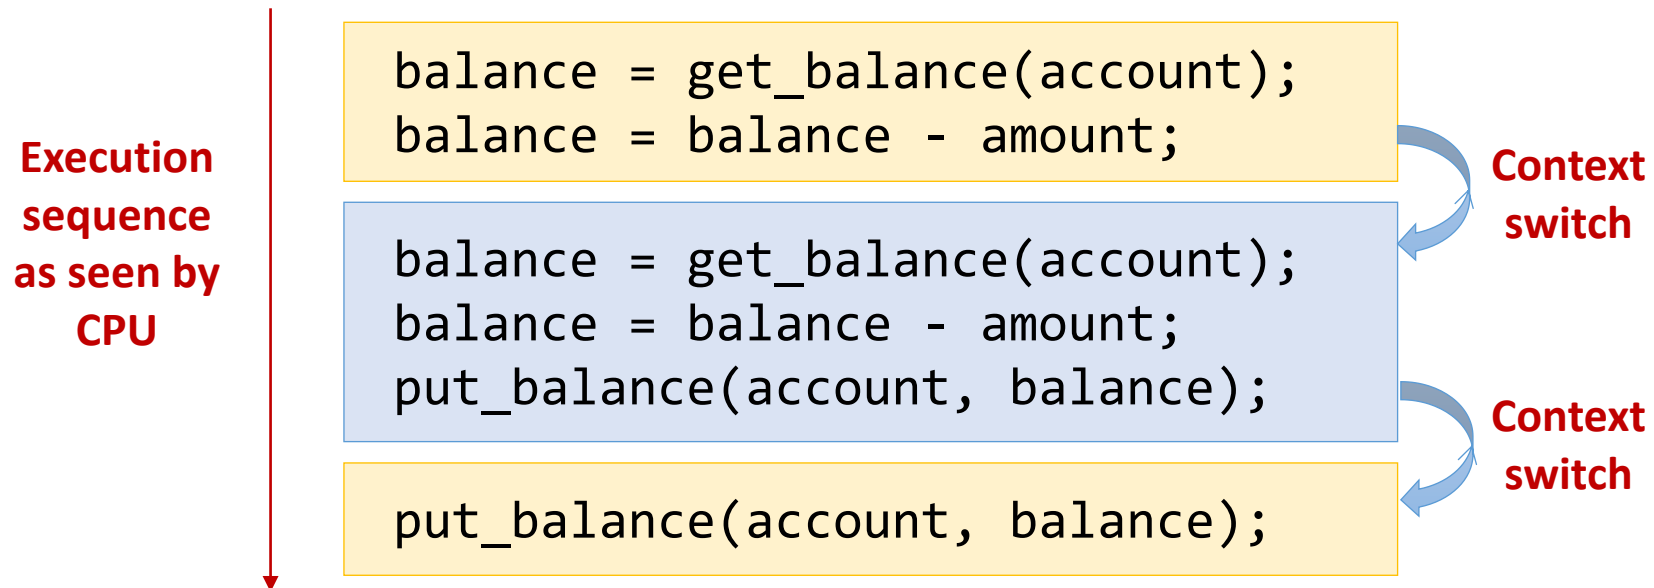 Execution
sequence
as seen by
CPU
balance = get_balance(account);
balance = balance - amount;
balance = get_balance(account);
balance = balance - amount;
put_balance(account, balance);
put_balance(account, balance);
Context
switch
Context
switch